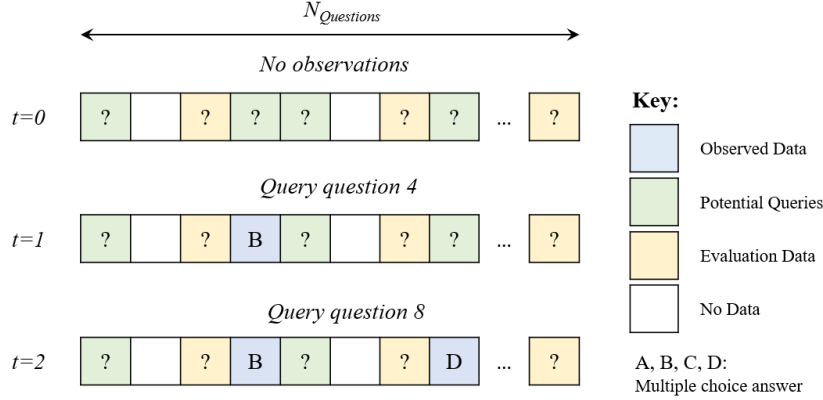 N_Questions
No observations
t=0 ? ? ? ? ? ? ... ?
Query question 4
t=1 ? ? B ? ? ? ... ?
Query question 8
t=2 ? ? B ? ? D ... ?
Key:
Observed Data
Potential Queries
Evaluation Data
No Data
A, B, C, D:
Multiple choice answer